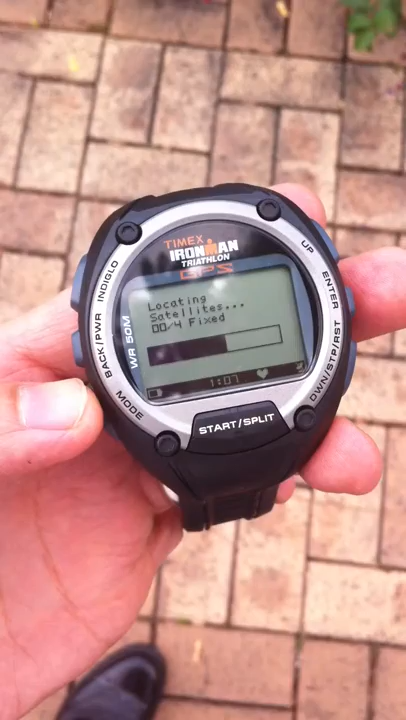 TIMEX
IRONMAN
TRIATHLON
GPS
INDIGLO
BACK/PWR
WR 50M
MODE
UP
ENTER
DWN/STP/RST
Locating
Satellites...
00/4 Fixed
1:07
START/SPLIT